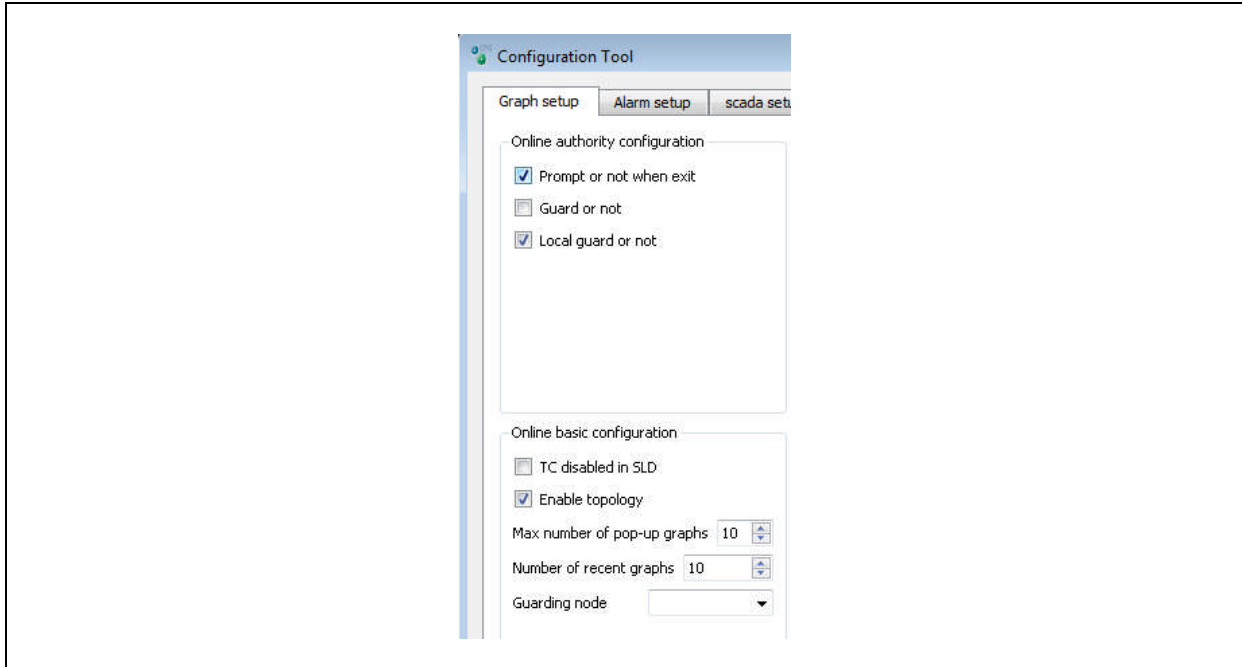 Configuration Tool
Graph setup Alarm setup scada setu
Online authority configuration
Prompt or not when exit
Guard or not
Local guard or not
Online basic configuration
TC disabled in SLD
Enable topology
Max number of pop-up graphs 10
Number of recent graphs 10
Guarding node